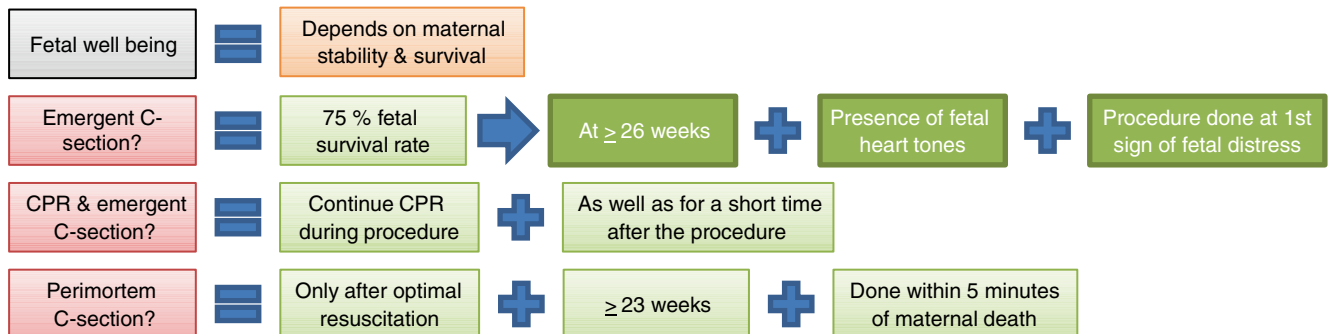 Fetal well being
Depends on maternal
stability & survival
Emergent C-
section?
75 % fetal
survival rate
At ≥ 26 weeks
Presence of fetal
heart tones
Procedure done at 1st
sign of fetal distress
CPR & emergent
C-section?
Continue CPR
during procedure
As well as for a short time
after the procedure
Perimortem
C-section?
Only after optimal
resuscitation
≥ 23 weeks
Done within 5 minutes
of maternal death